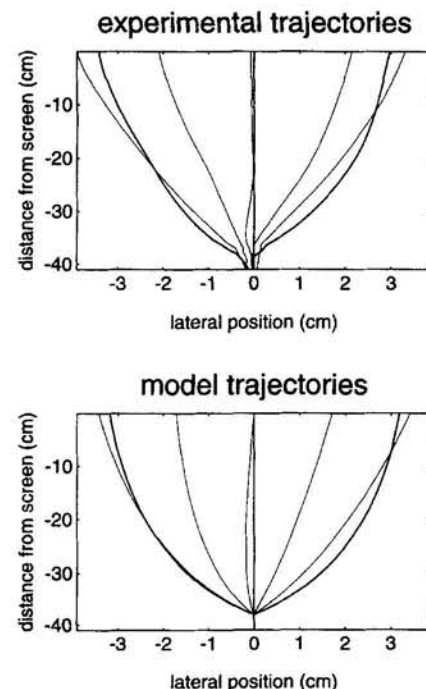 experimental trajectories
distance from screen (cm)
-10
-20
-30
-40
-3 -2 -1 0 1 2 3
lateral position (cm)
model trajectories
distance from screen (cm)
-10
-20
-30
-40
-3 -2 -1 0 1 2 3
lateral position (cm)